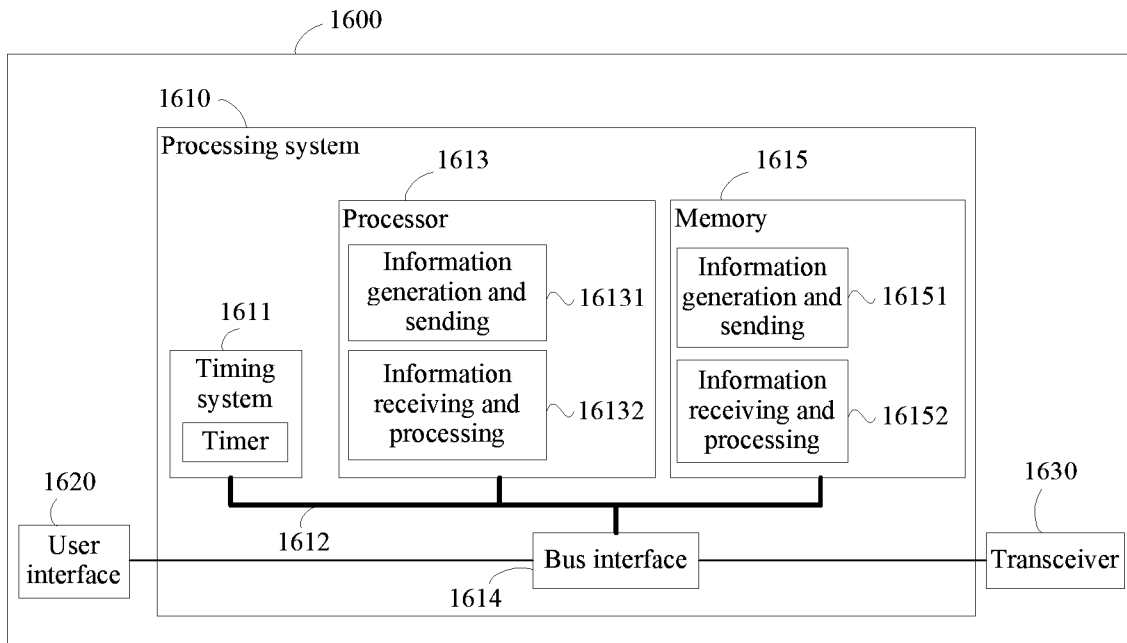 1600
1610
Processing system
1613
1615
Processor
Memory
Information
generation and
sending
16131
Information
generation and
sending
16151
1611
Timing
system
Timer
Information
receiving and
processing
16132
Information
receiving and
processing
16152
1620
1630
User
interface
1612
Bus interface
1614
Transceiver